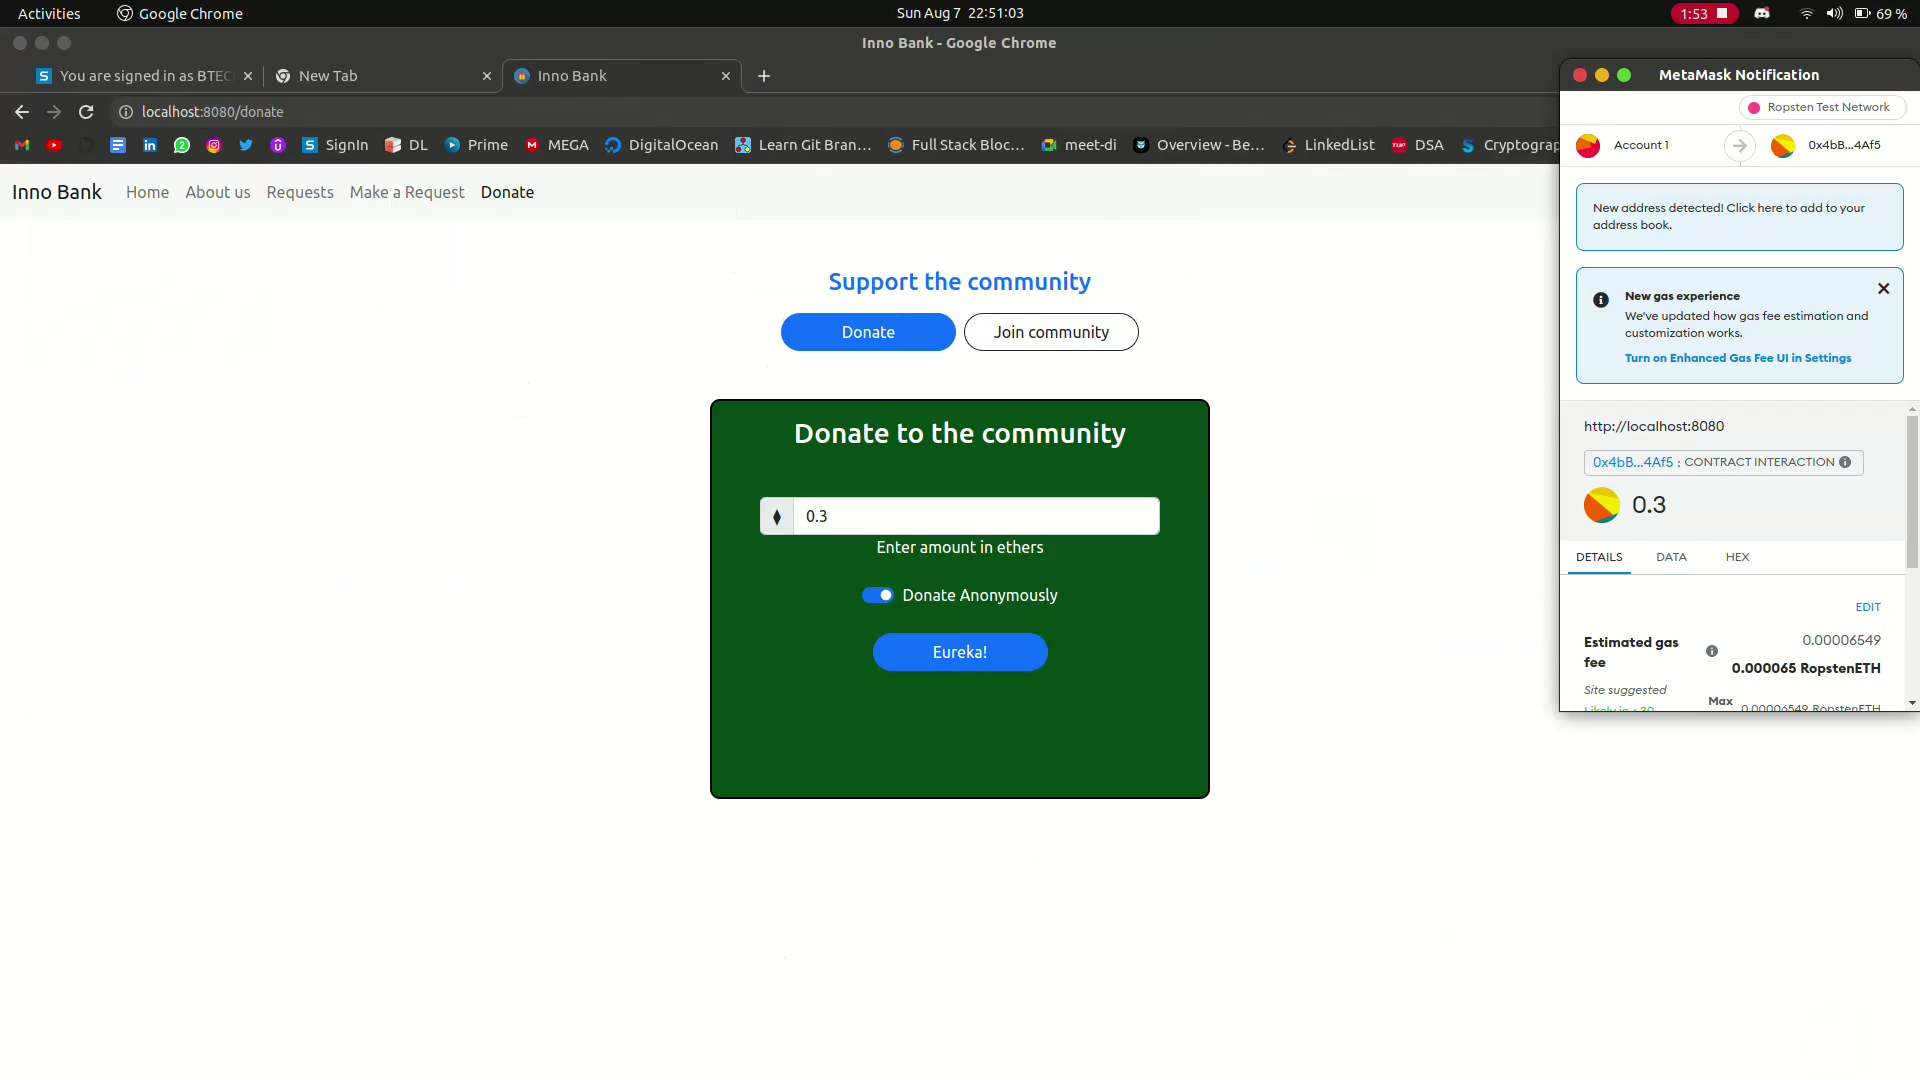 Activities
Google Chrome
Sun Aug 7 22:51:03
1:53
69 %
Inno Bank - Google Chrome
You are signed in as BTEC
New Tab
Inno Bank
localhost:8080/donate
SignIn
DL
Prime
MEGA
DigitalOcean
Learn Git Bran...
Full Stack Bloc...
meet-di
Overview - Be...
LinkedList
DSA
Cryptograp
Inno Bank
Home
About us
Requests
Make a Request
Donate
Support the community
Donate
Join community
Donate to the community
0.3
Enter amount in ethers
Donate Anonymously
Eureka!
MetaMask Notification
Ropsten Test Network
Account 1
0x4bB...4Af5
New address detected! Click here to add to your
address book.
New gas experience
We've updated how gas fee estimation and
customization works.
Turn on Enhanced Gas Fee UI in Settings
http://localhost:8080
0x4bB...4Af5 : CONTRACT INTERACTION
0.3
DETAILS
DATA
HEX
EDIT
Estimated gas
fee
0.00006549
0.000065 RopstenETH
Site suggested
Max
0.00006549 RopstenETH
Likely in < 30